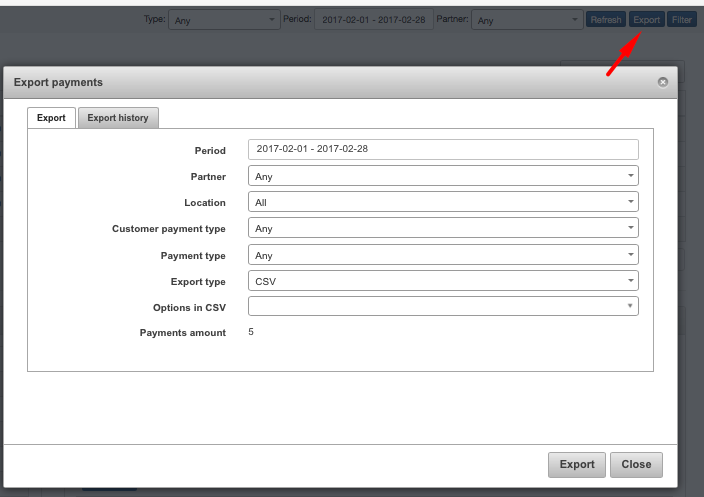 Type: Any Period: 2017-02-01 - 2017-02-28 Partner: Any Refresh Export Filter
Export payments
Export Export history
Period 2017-02-01 - 2017-02-28
Partner Any
Location All
Customer payment type Any
Payment type Any
Export type CSV
Options in CSV
Payments amount 5
Export Close